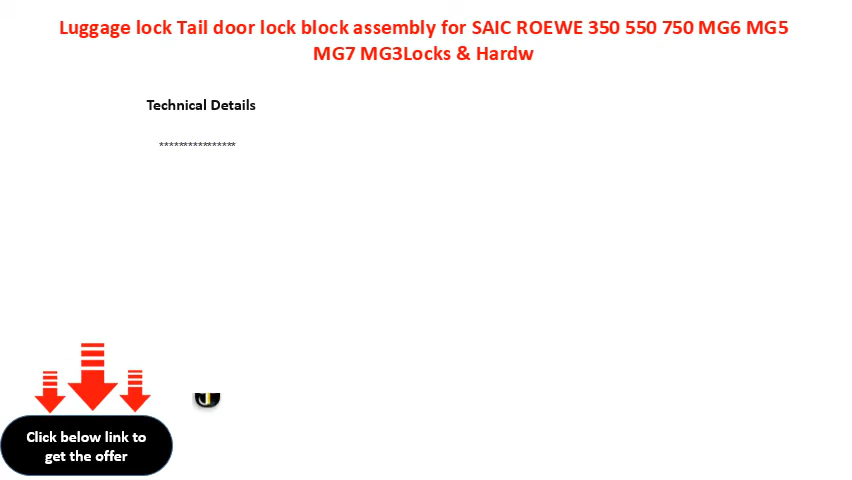 Luggage lock Tail door lock block assembly for SAIC ROEWE 350 550 750 MG6 MG5
MG7 MG3Locks & Hardw
Technical Details
****************
Click below link to
get the offer